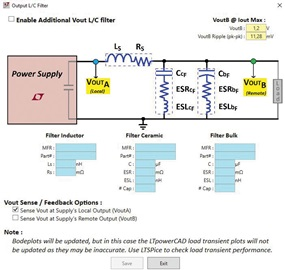 Output L/C Filter
Enable Additional Vout L/C filter
VoutB @ Iout Max :
VoutB : 1,2 V
VoutB Ripple (pk-pk) : 11,28 mV
LS RS
Power Supply
VOUTA
(Local)
VOUTB
(Remote)
CCF CBF
ESRCF ESRBF
ESLCF ESLBF
Filter Inductor Filter Ceramic Filter Bulk
MFR : MFR : MFR :
Part# : Part# : Part# :
Ls : nH C : µF C : µF
Rs : mΩ ESR : mΩ ESR : mΩ
ESL : nH ESL : nH
# Cap : # Cap :
Vout Sense / Feedback Options :
Sense Vout at Supply's Local Output (VoutA)
Sense Vout at Supply's Remote Output (VoutB)
Note :
Bodeplots will be updated, but in this case the LTpowerCAD load transient plots will not
be updated as they may be inaccurate. Use LTSPice to check load transient performance.
Save Exit